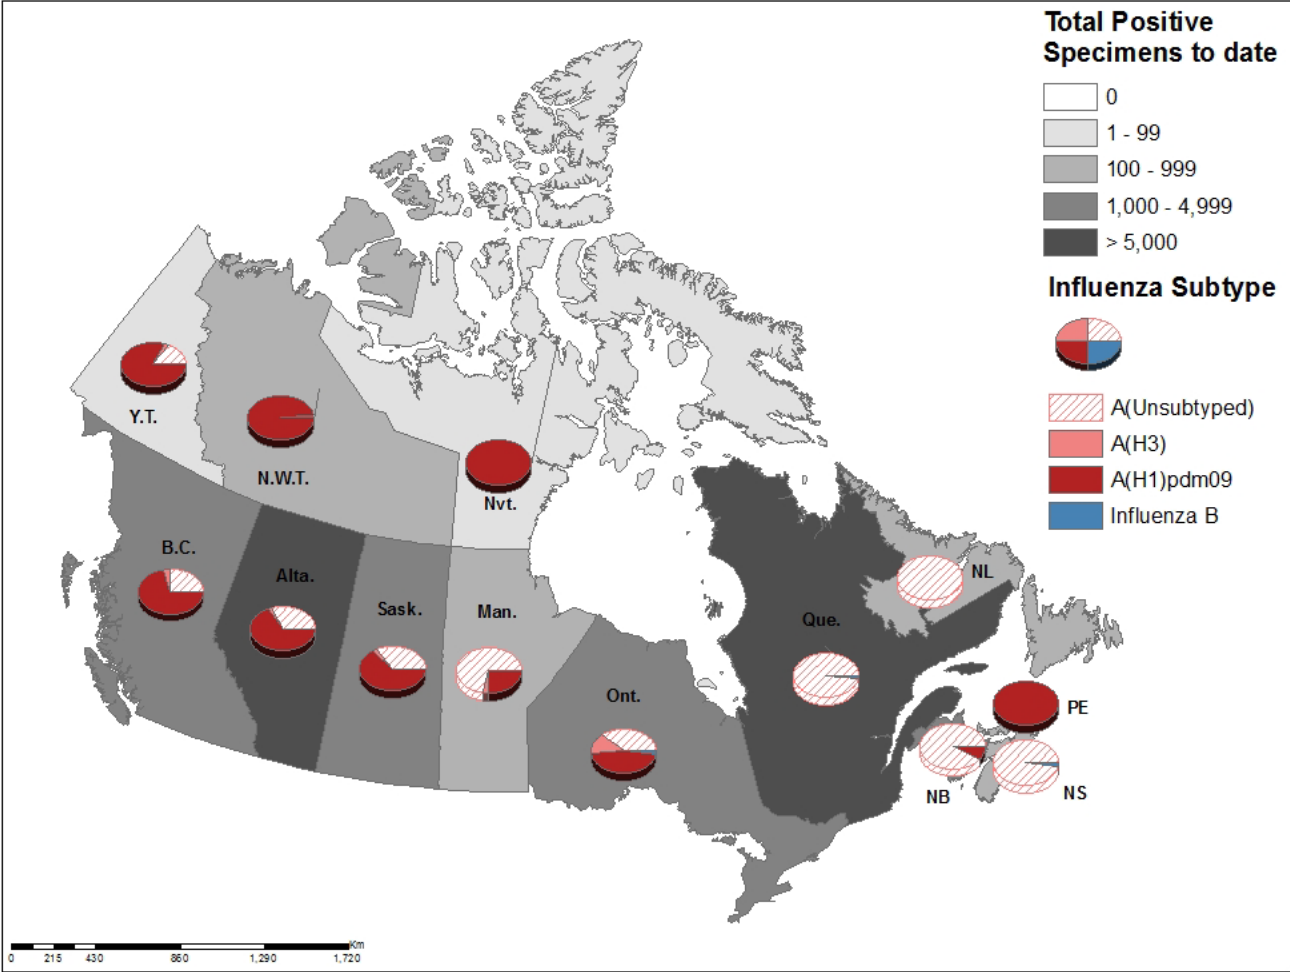 Total Positive
Specimens to date
0
1 - 99
100 - 999
1,000 - 4,999
> 5,000
Influenza Subtype
A(Unsubtyped)
A(H3)
A(H1)pdm09
Influenza B
Y.T.
N.W.T.
Nvt.
B.C.
Alta.
Sask.
Man.
Ont.
Que.
NL
PE
NB
NS
Km
0 215 430 860 1,290 1,720